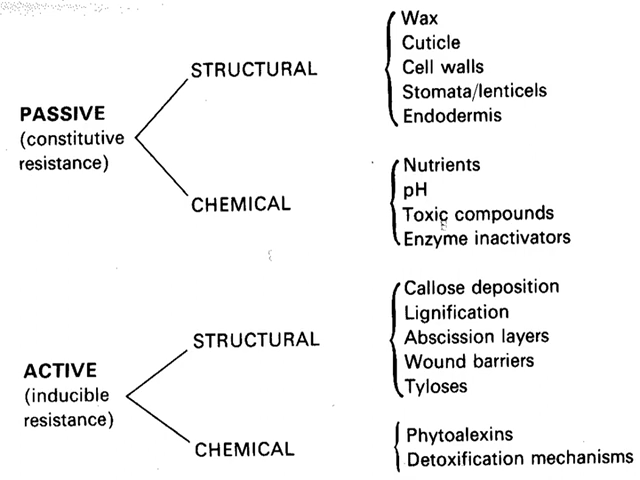 Wax
Cuticle
STRUCTURAL
Cell walls
Stomata/lenticels
PASSIVE
Endodermis
(constitutive
resistance)
Nutrients
pH
CHEMICAL
Toxic compounds
Enzyme inactivators
Callose deposition
Lignification
STRUCTURAL
Abscission layers
Wound barriers
ACTIVE
Tyloses
(inducible
resistance)
Phytoalexins
CHEMICAL
Detoxification mechanisms